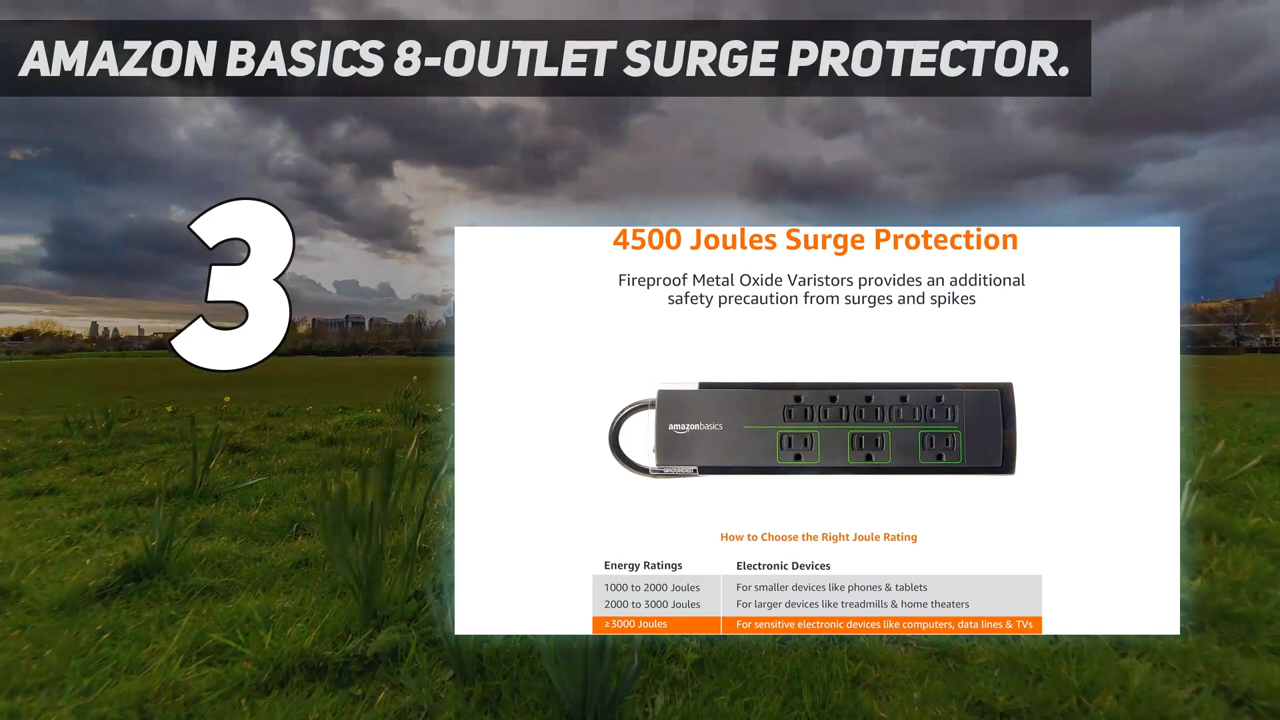 AMAZON BASICS 8-OUTLET SURGE PROTECTOR.
3
4500 Joules Surge Protection
Fireproof Metal Oxide Varistors provides an additional
safety precaution from surges and spikes
amazonbasics
GROUNDED
How to Choose the Right Joule Rating
Energy Ratings Electronic Devices
1000 to 2000 Joules For smaller devices like phones & tablets
2000 to 3000 Joules For larger devices like treadmills & home theaters
≥3000 Joules For sensitive electronic devices like computers, data lines & TVs